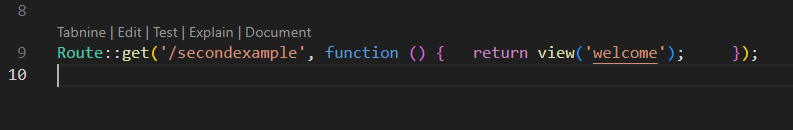 8
Tabnine | Edit | Test | Explain | Document
9 Route::get('/secondexample', function () {   return view('welcome');     });
10